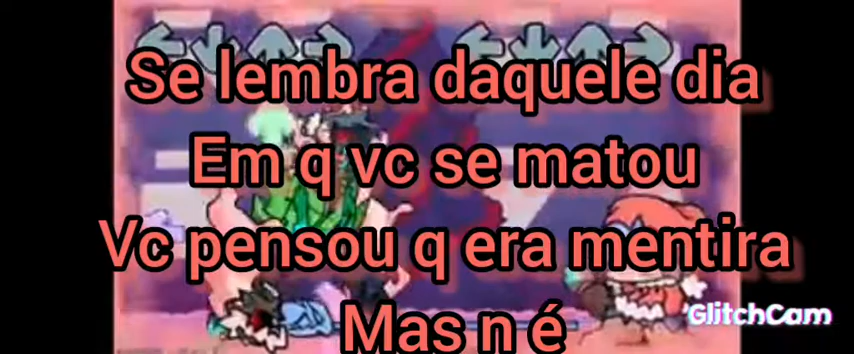 Se lembra daquele dia
Em q vc se matou
Vc pensou q era mentira
Mas n é
GlitchCam